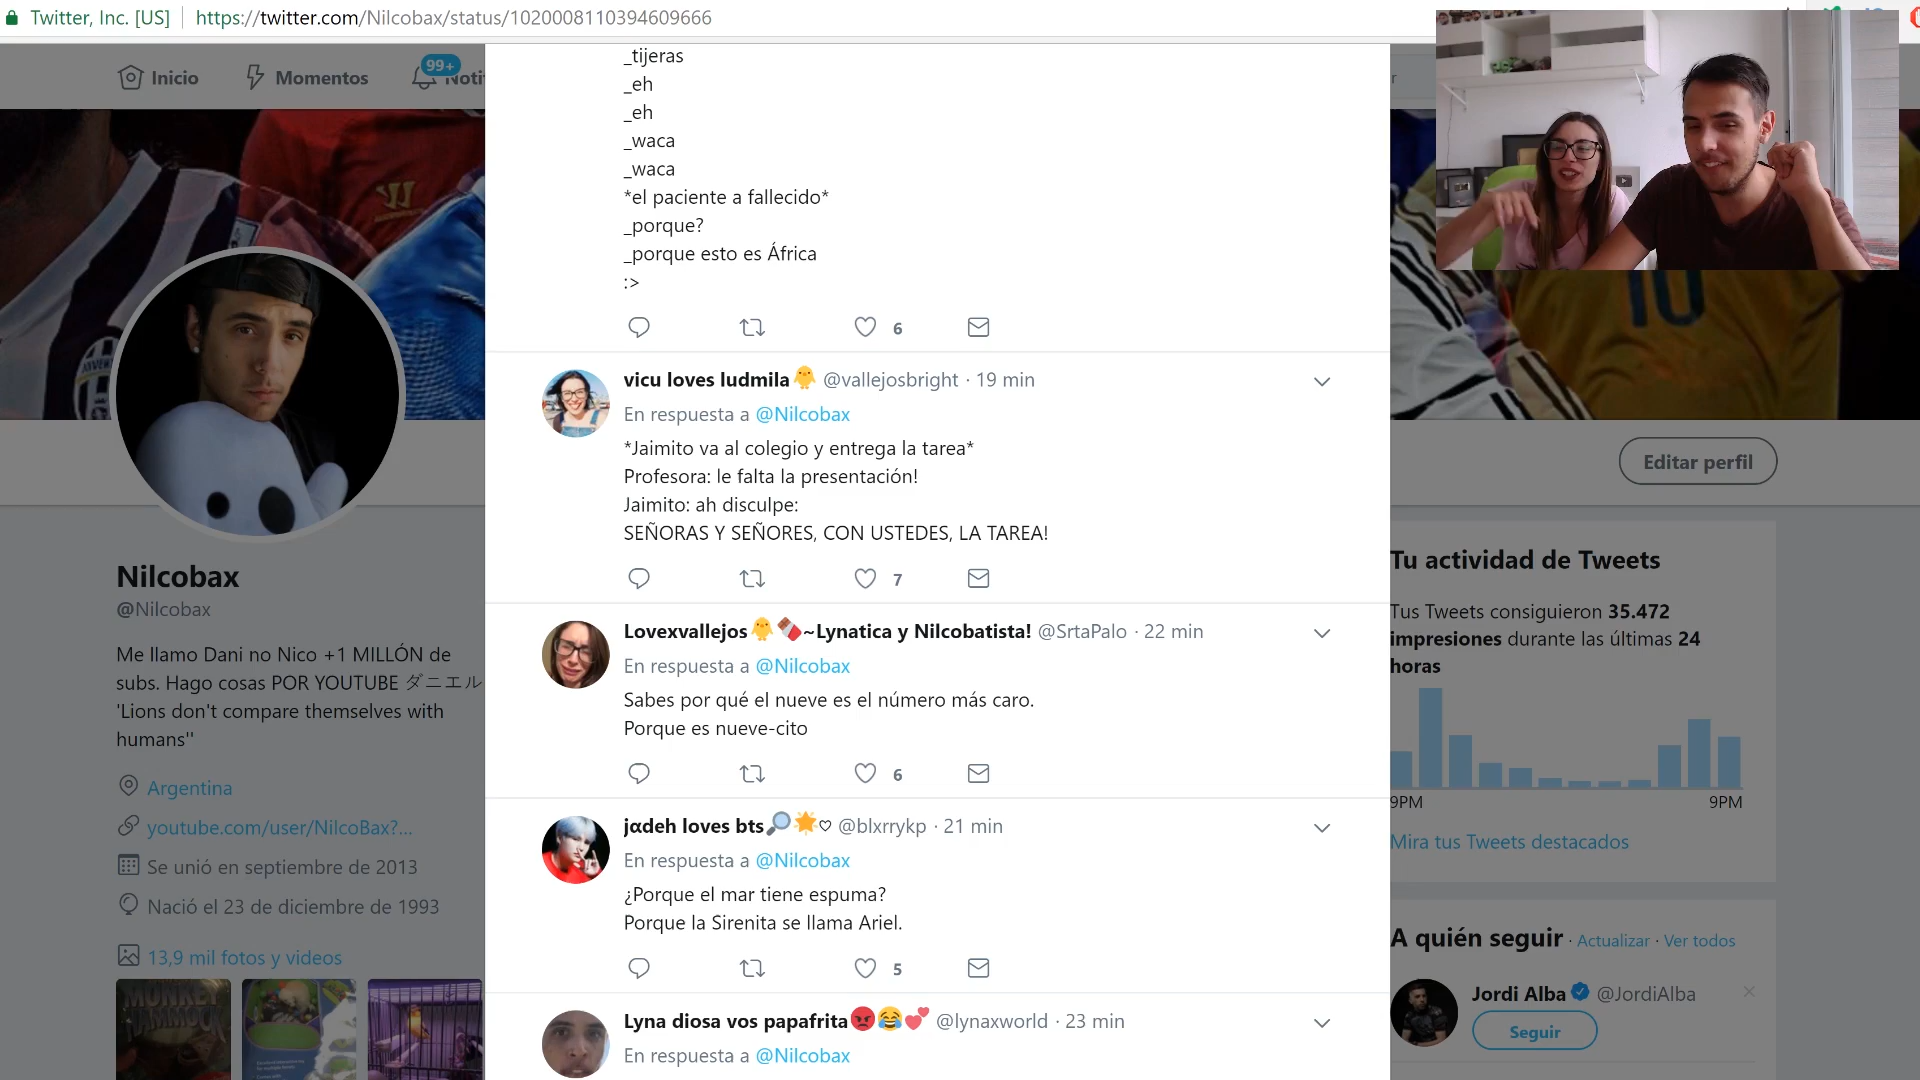 Twitter, Inc. [US]
https://twitter.com/Nilcobax/status/1020008110394609666
Inicio
Momentos
99+
Noti
r
_tijeras
_eh
_eh
_waca
_waca
*el paciente a fallecido*
_porque?
_porque esto es África
:>
6
vicu loves ludmila🐥 @vallejosbright · 19 min
En respuesta a @Nilcobax
*Jaimito va al colegio y entrega la tarea*
Profesora: le falta la presentación!
Jaimito: ah disculpe:
SEÑORAS Y SEÑORES, CON USTEDES, LA TAREA!
7
Lovexvallejos🐥🍫~Lynatica y Nilcobatista! @SrtaPalo · 22 min
En respuesta a @Nilcobax
Sabes por qué el nueve es el número más caro.
Porque es nueve-cito
6
jαdeh loves bts🔎🌟♡ @blxrrykp · 21 min
En respuesta a @Nilcobax
¿Porque el mar tiene espuma?
Porque la Sirenita se llama Ariel.
5
Lyna diosa vos papafrita😡😂💕 @lynaxworld · 23 min
En respuesta a @Nilcobax
Nilcobax
@Nilcobax
Me llamo Dani no Nico +1 MILLÓN de
subs. Hago cosas POR YOUTUBE ダニエル
'Lions don't compare themselves with
humans''
Argentina
youtube.com/user/NilcoBax?...
Se unió en septiembre de 2013
Nació el 23 de diciembre de 1993
13,9 mil fotos y videos
MONKEY
10
Editar perfil
Tu actividad de Tweets
Tus Tweets consiguieron 35.472
impresiones durante las últimas 24
horas
9PM
9PM
Mira tus Tweets destacados
A quién seguir · Actualizar · Ver todos
Jordi Alba @JordiAlba
Seguir